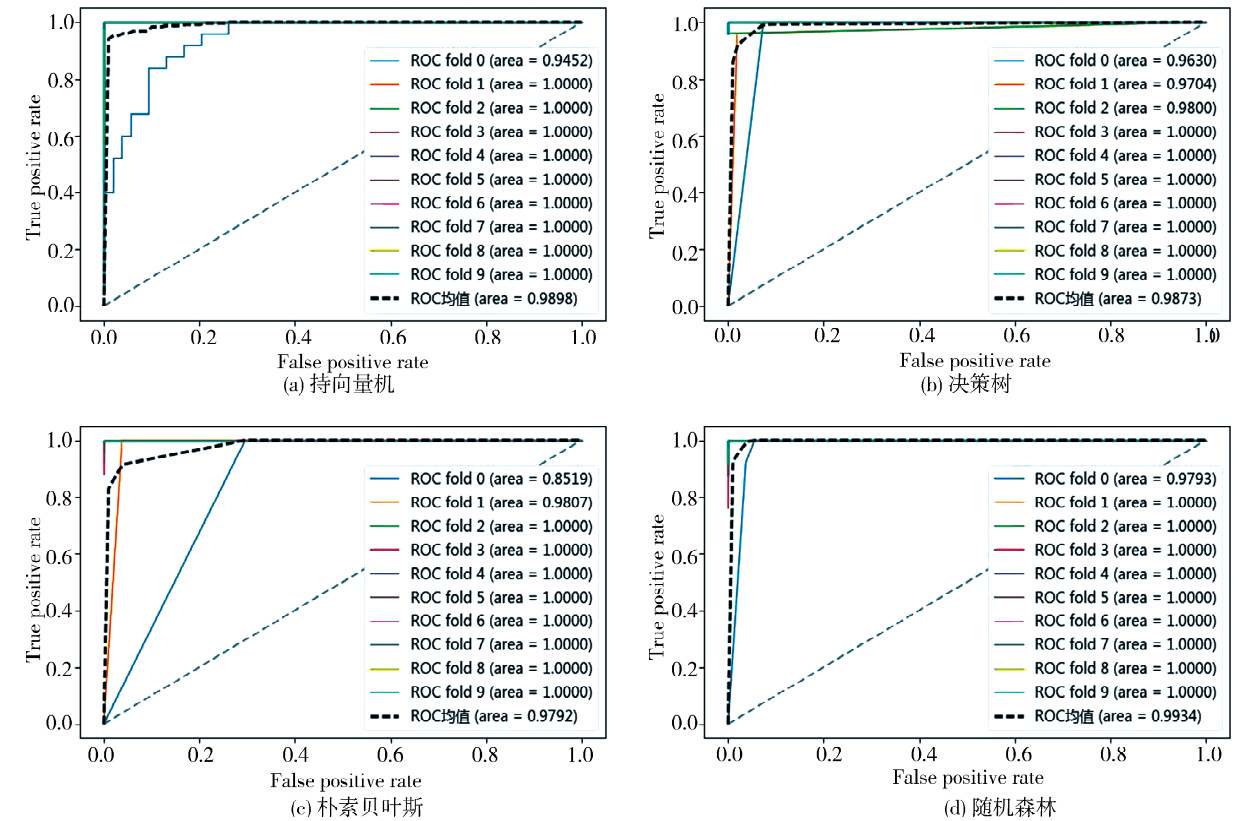 True positive rate
1.0
0.8
0.6
0.4
0.2
0.0
ROC fold 0 (area = 0.9452)
ROC fold 1 (area = 1.0000)
ROC fold 2 (area = 1.0000)
ROC fold 3 (area = 1.0000)
ROC fold 4 (area = 1.0000)
ROC fold 5 (area = 1.0000)
ROC fold 6 (area = 1.0000)
ROC fold 7 (area = 1.0000)
ROC fold 8 (area = 1.0000)
ROC fold 9 (area = 1.0000)
ROC均值 (area = 0.9898)
0.0 0.2 0.4 0.6 0.8 1.0
False positive rate
(a) 持向量机
True positive rate
1.0
0.8
0.6
0.4
0.2
0.0
ROC fold 0 (area = 0.9630)
ROC fold 1 (area = 0.9704)
ROC fold 2 (area = 0.9800)
ROC fold 3 (area = 1.0000)
ROC fold 4 (area = 1.0000)
ROC fold 5 (area = 1.0000)
ROC fold 6 (area = 1.0000)
ROC fold 7 (area = 1.0000)
ROC fold 8 (area = 1.0000)
ROC fold 9 (area = 1.0000)
ROC均值 (area = 0.9873)
0.0 0.2 0.4 0.6 0.8 1.0
False positive rate
(b) 决策树
True positive rate
1.0
0.8
0.6
0.4
0.2
0.0
ROC fold 0 (area = 0.8519)
ROC fold 1 (area = 0.9807)
ROC fold 2 (area = 1.0000)
ROC fold 3 (area = 1.0000)
ROC fold 4 (area = 1.0000)
ROC fold 5 (area = 1.0000)
ROC fold 6 (area = 1.0000)
ROC fold 7 (area = 1.0000)
ROC fold 8 (area = 1.0000)
ROC fold 9 (area = 1.0000)
ROC均值 (area = 0.9792)
0.0 0.2 0.4 0.6 0.8 1.0
False positive rate
(c) 朴素贝叶斯
True positive rate
1.0
0.8
0.6
0.4
0.2
0.0
ROC fold 0 (area = 0.9793)
ROC fold 1 (area = 1.0000)
ROC fold 2 (area = 1.0000)
ROC fold 3 (area = 1.0000)
ROC fold 4 (area = 1.0000)
ROC fold 5 (area = 1.0000)
ROC fold 6 (area = 1.0000)
ROC fold 7 (area = 1.0000)
ROC fold 8 (area = 1.0000)
ROC fold 9 (area = 1.0000)
ROC均值 (area = 0.9934)
0.0 0.2 0.4 0.6 0.8 1.0
False positive rate
(d) 随机森林